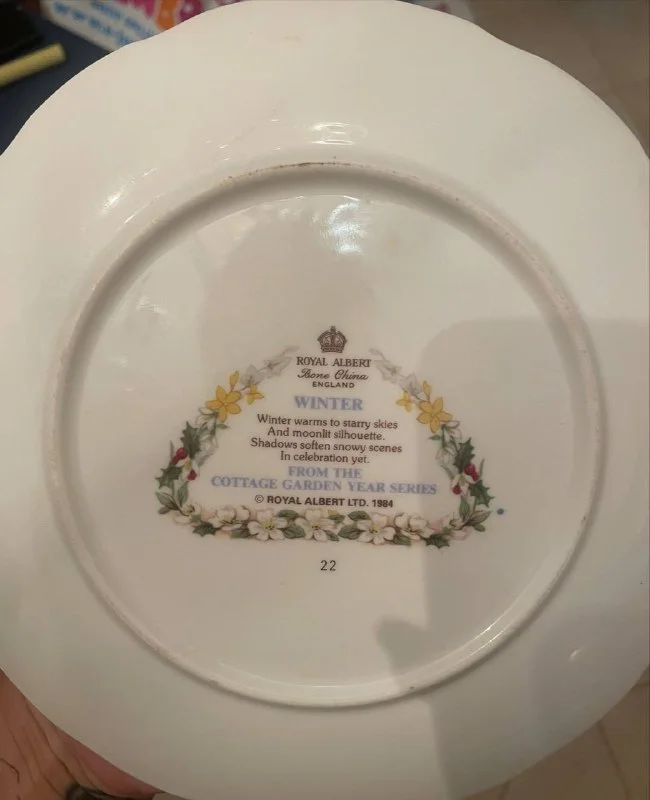 ROYAL ALBERT
Bone China
ENGLAND
WINTER
Winter warms to starry skies
And moonlit silhouette.
Shadows soften snowy scenes
In celebration yet.
FROM THE
COTTAGE GARDEN YEAR SERIES
© ROYAL ALBERT LTD. 1984
22